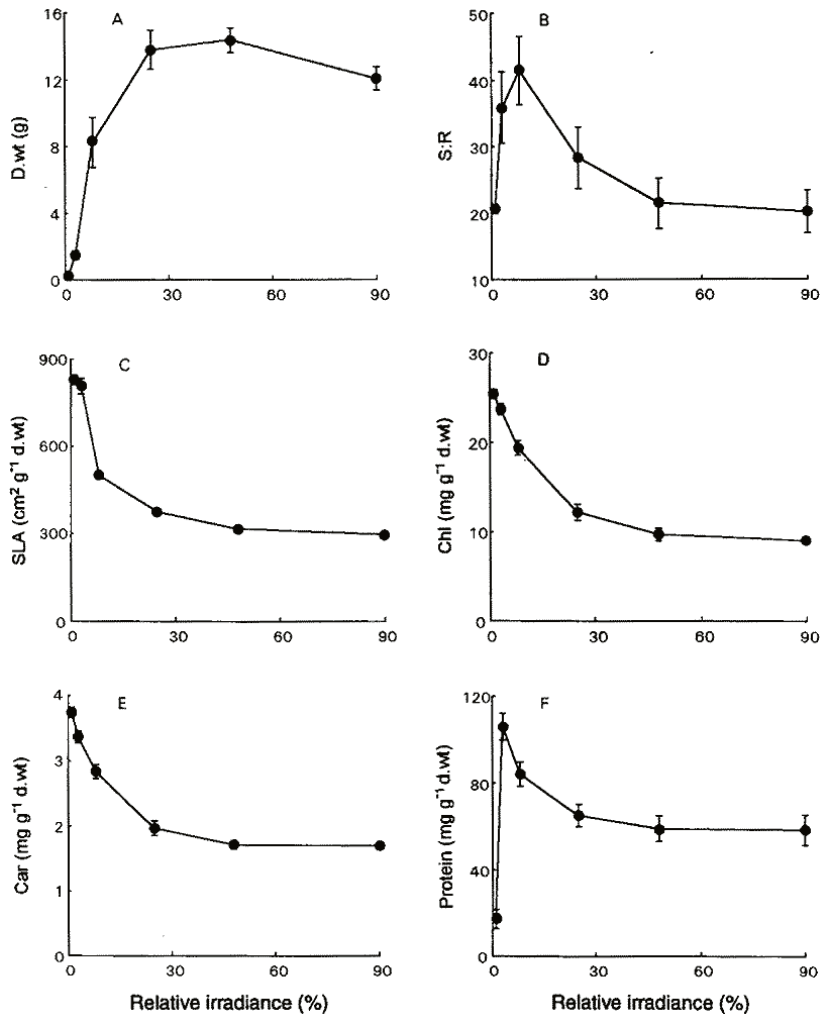 A
D.wt (g)
16
12
8
4
0
0 30 60 90
B
S:R
50
40
30
20
10
0 30 60 90
C
SLA (cm² g⁻¹ d.wt)
900
600
300
0
0 30 60 90
D
Chl (mg g⁻¹ d.wt)
30
20
10
0
0 30 60 90
E
Car (mg g⁻¹ d.wt)
4
3
2
1
0
0 30 60 90
Relative irradiance (%)
F
Protein (mg g⁻¹ d.wt)
120
80
40
0
0 30 60 90
Relative irradiance (%)